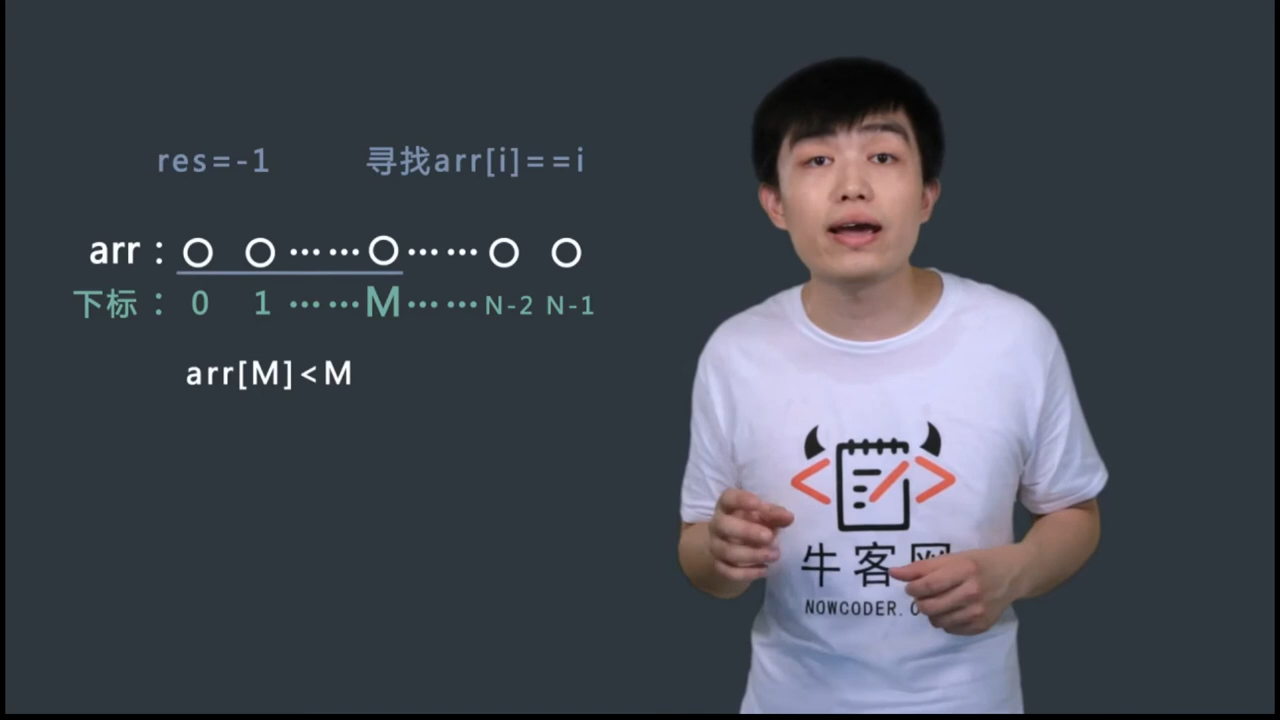 res=-1 寻找arr[i]==i
arr：○ ○ ……○……○ ○
下标：0 1 ……M……N-2 N-1
arr[M]<M
牛客网
NOWCODER.